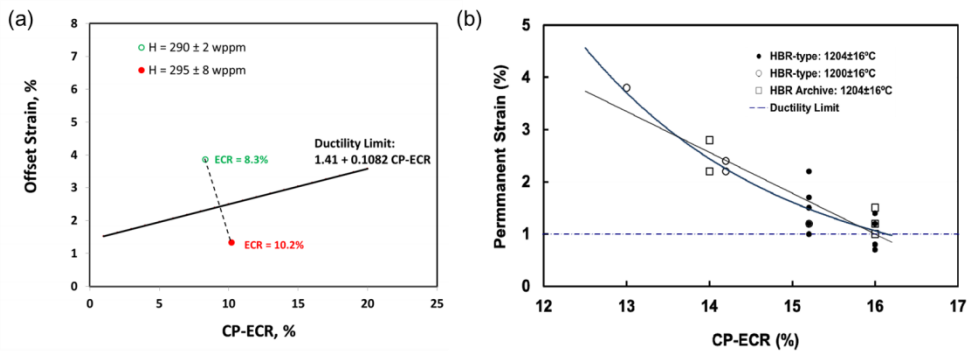 (a)
8
7
6
5
4
3
2
1
0
Offset Strain, %
H = 290 ± 2 wppm
H = 295 ± 8 wppm
Ductility Limit:
1.41 + 0.1082 CP-ECR
ECR = 8.3%
ECR = 10.2%
0 5 10 15 20 25
CP-ECR, %
(b)
5
4
3
2
1
0
Permmanent Strain (%)
HBR-type: 1204±16ºC
HBR-type: 1200±16ºC
HBR Archive: 1204±16ºC
Ductility Limit
12 13 14 15 16 17
CP-ECR (%)